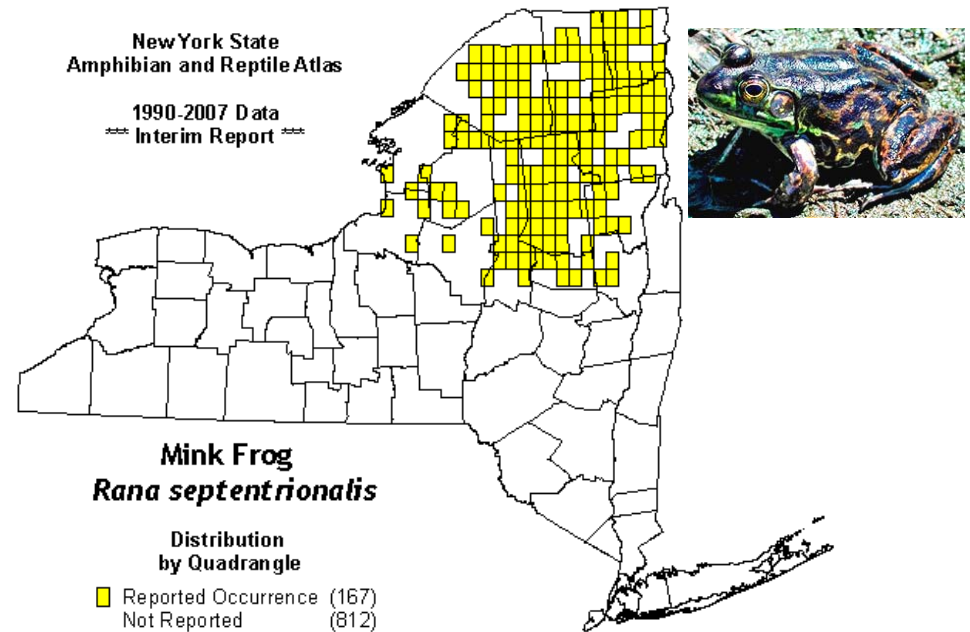 New York State
Amphibian and Reptile Atlas
1990-2007 Data
*** Interim Report ***
Mink Frog
Rana septentrionalis
Distribution
by Quadrangle
Reported Occurrence (167)
Not Reported (812)